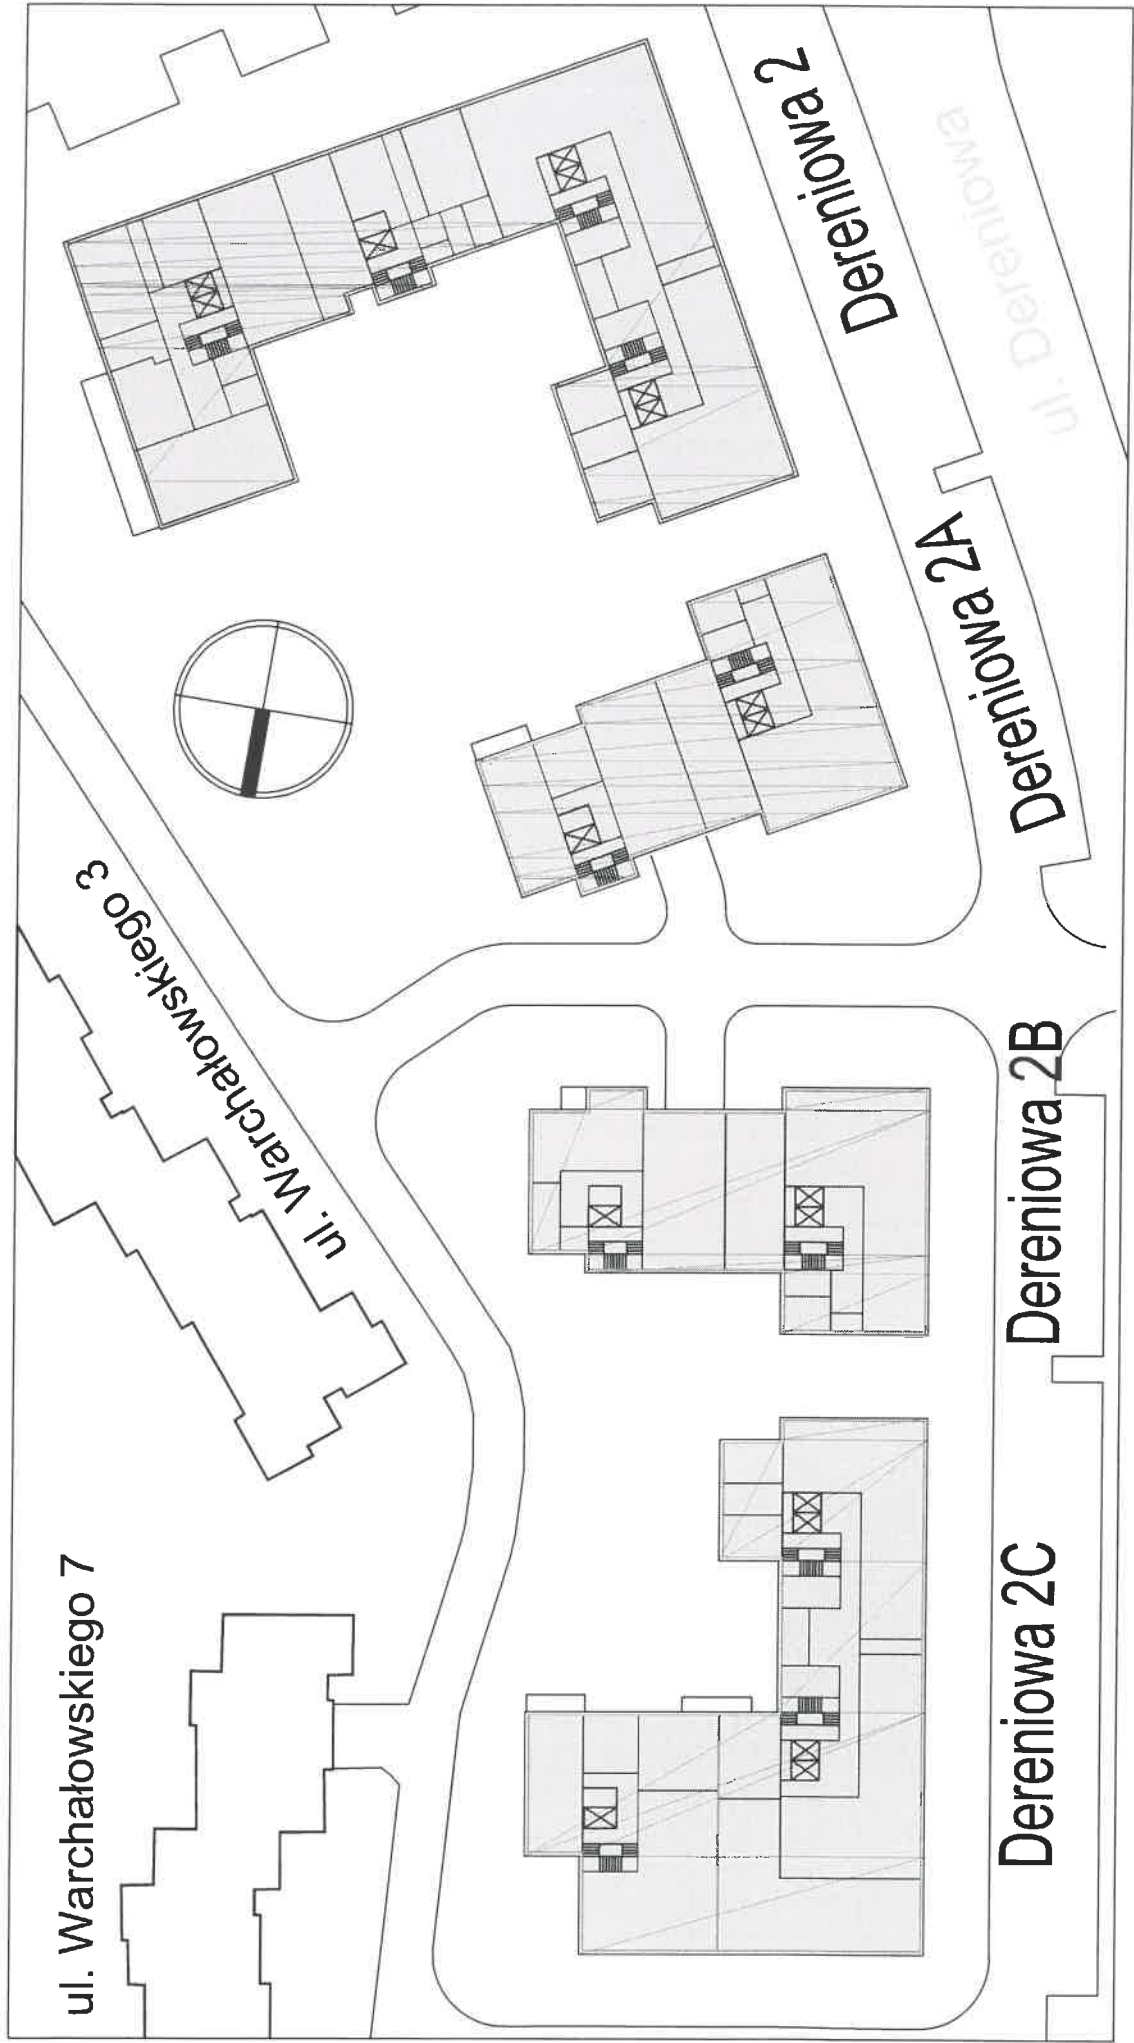 ul. Warchałowskiego 7
ul. Warchałowskiego 3
Dereniowa 2
ul. Dereniowa
Dereniowa 2A
Dereniowa 2B
Dereniowa 2C